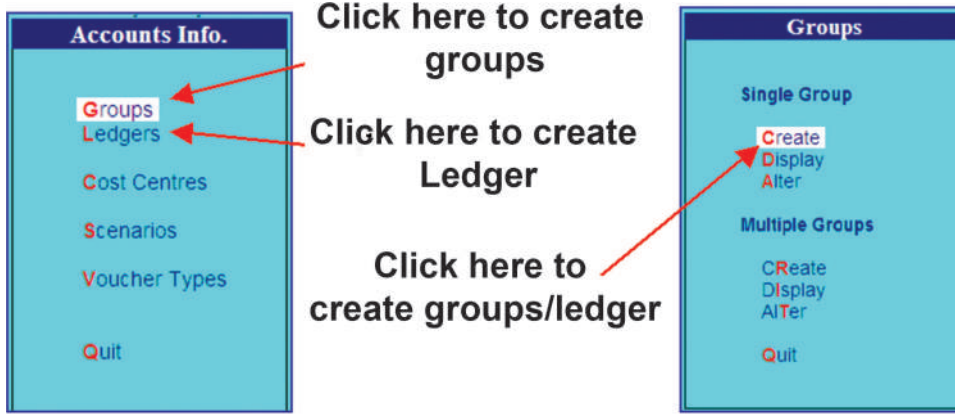 Accounts Info.
Groups
Ledgers
Cost Centres
Scenarios
Voucher Types
Quit
Click here to create
groups
Click here to create
Ledger
Click here to
create groups/ledger
Groups
Single Group
Create
Display
Alter
Multiple Groups
CReate
DIsplay
AlTer
Quit